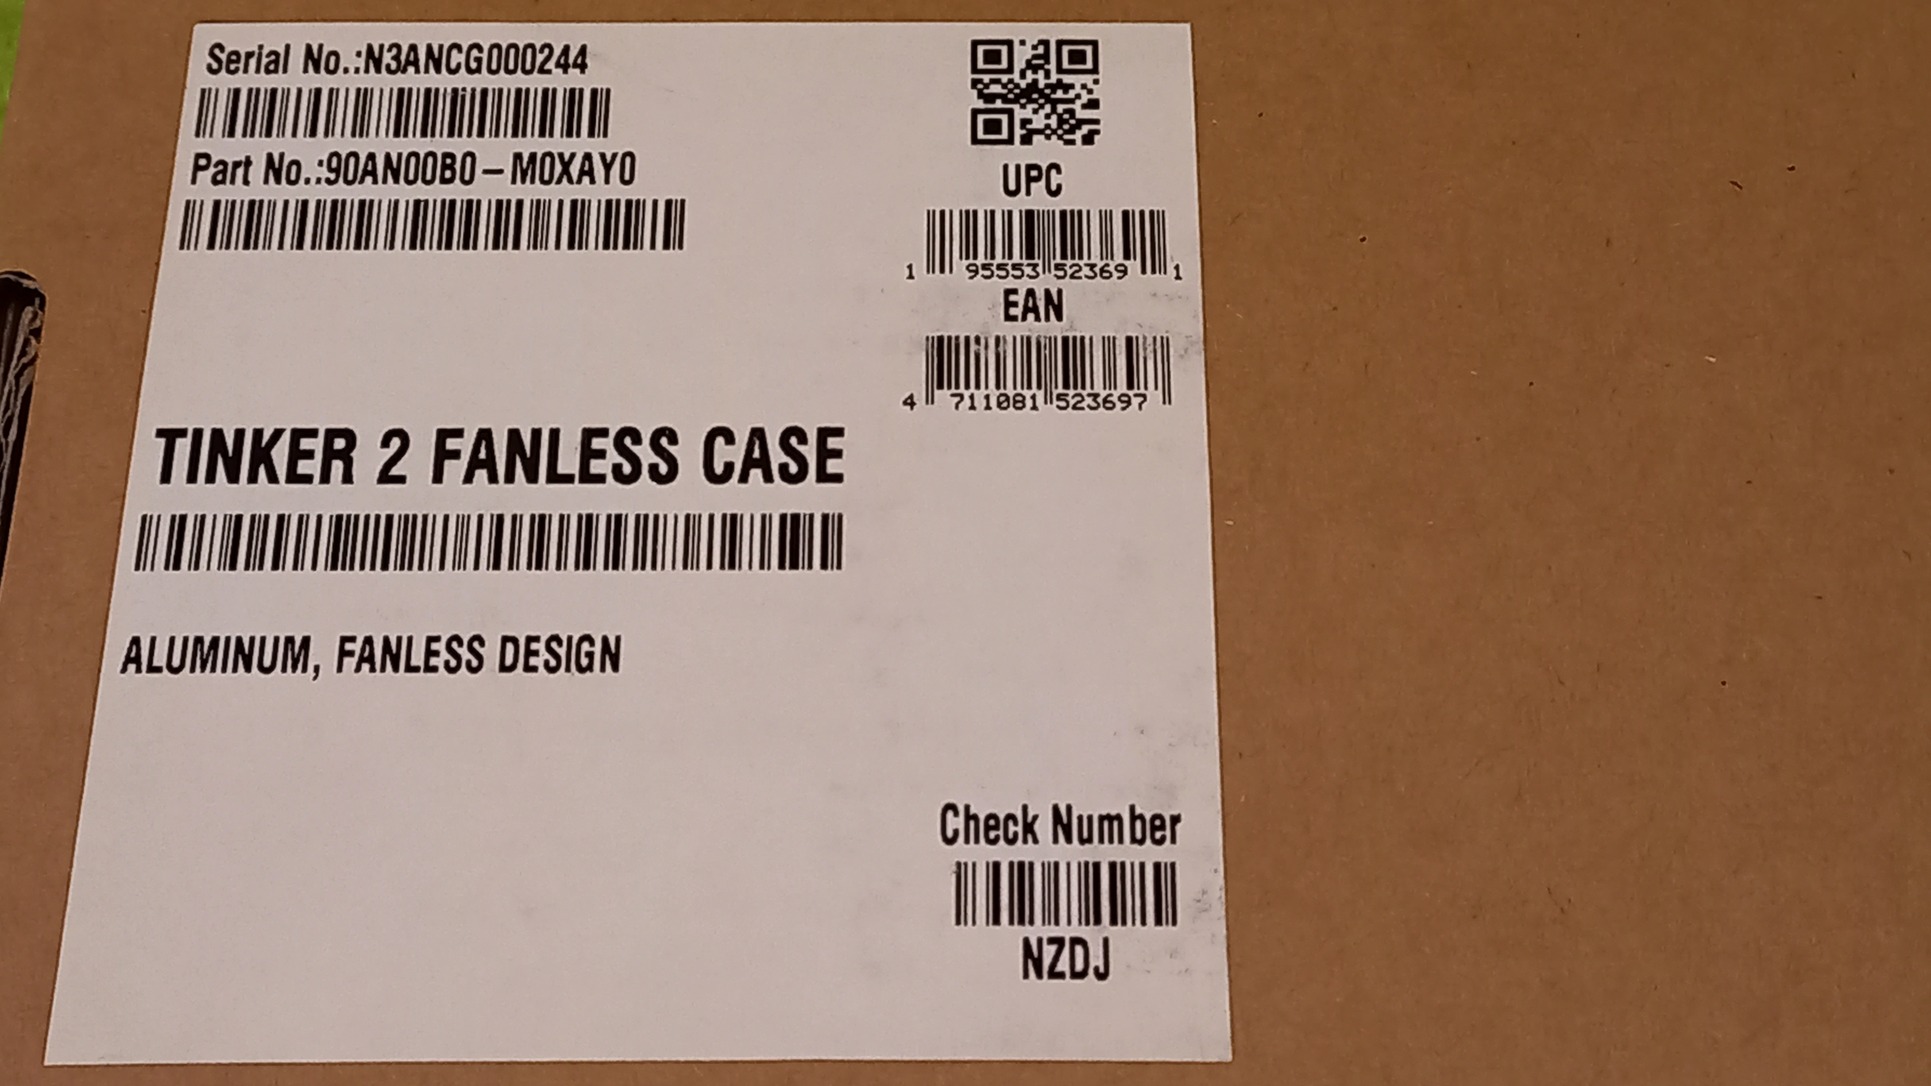 Serial No.:N3ANCG000244
Part No.:90AN00B0-M0XAY0
UPC
1 95553 52369 1
EAN
4 711081 523697
TINKER 2 FANLESS CASE
ALUMINUM, FANLESS DESIGN
Check Number
NZDJ